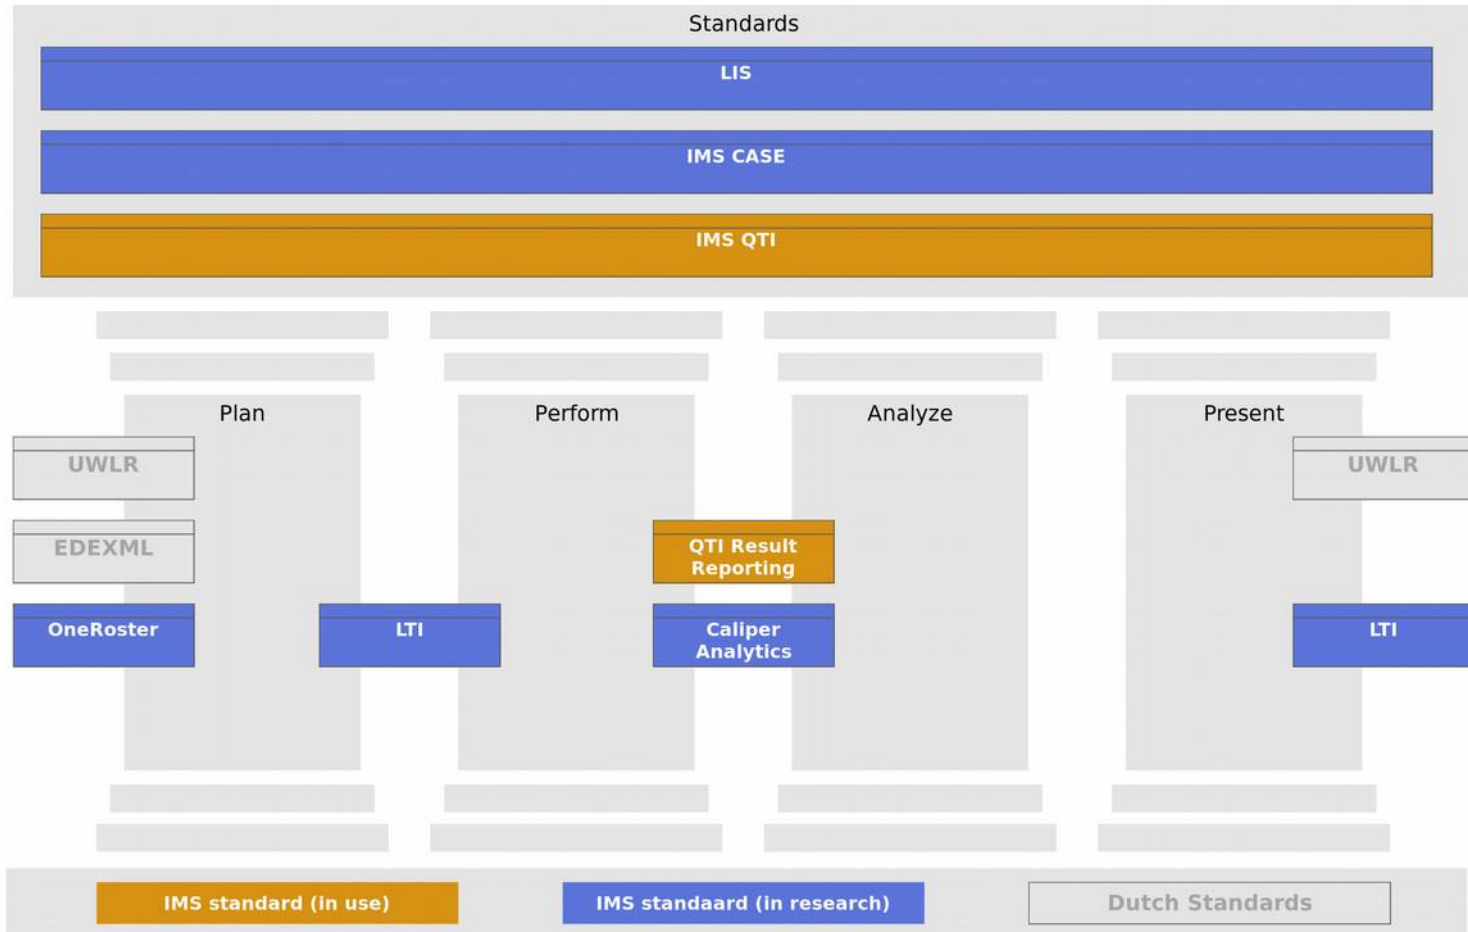 Standards
LIS
IMS CASE
IMS QTI
Plan
Perform
Analyze
Present
UWLR
UWLR
EDEXML
QTI Result
Reporting
OneRoster
LTI
Caliper
Analytics
LTI
IMS standard (in use)
IMS standaard (in research)
Dutch Standards